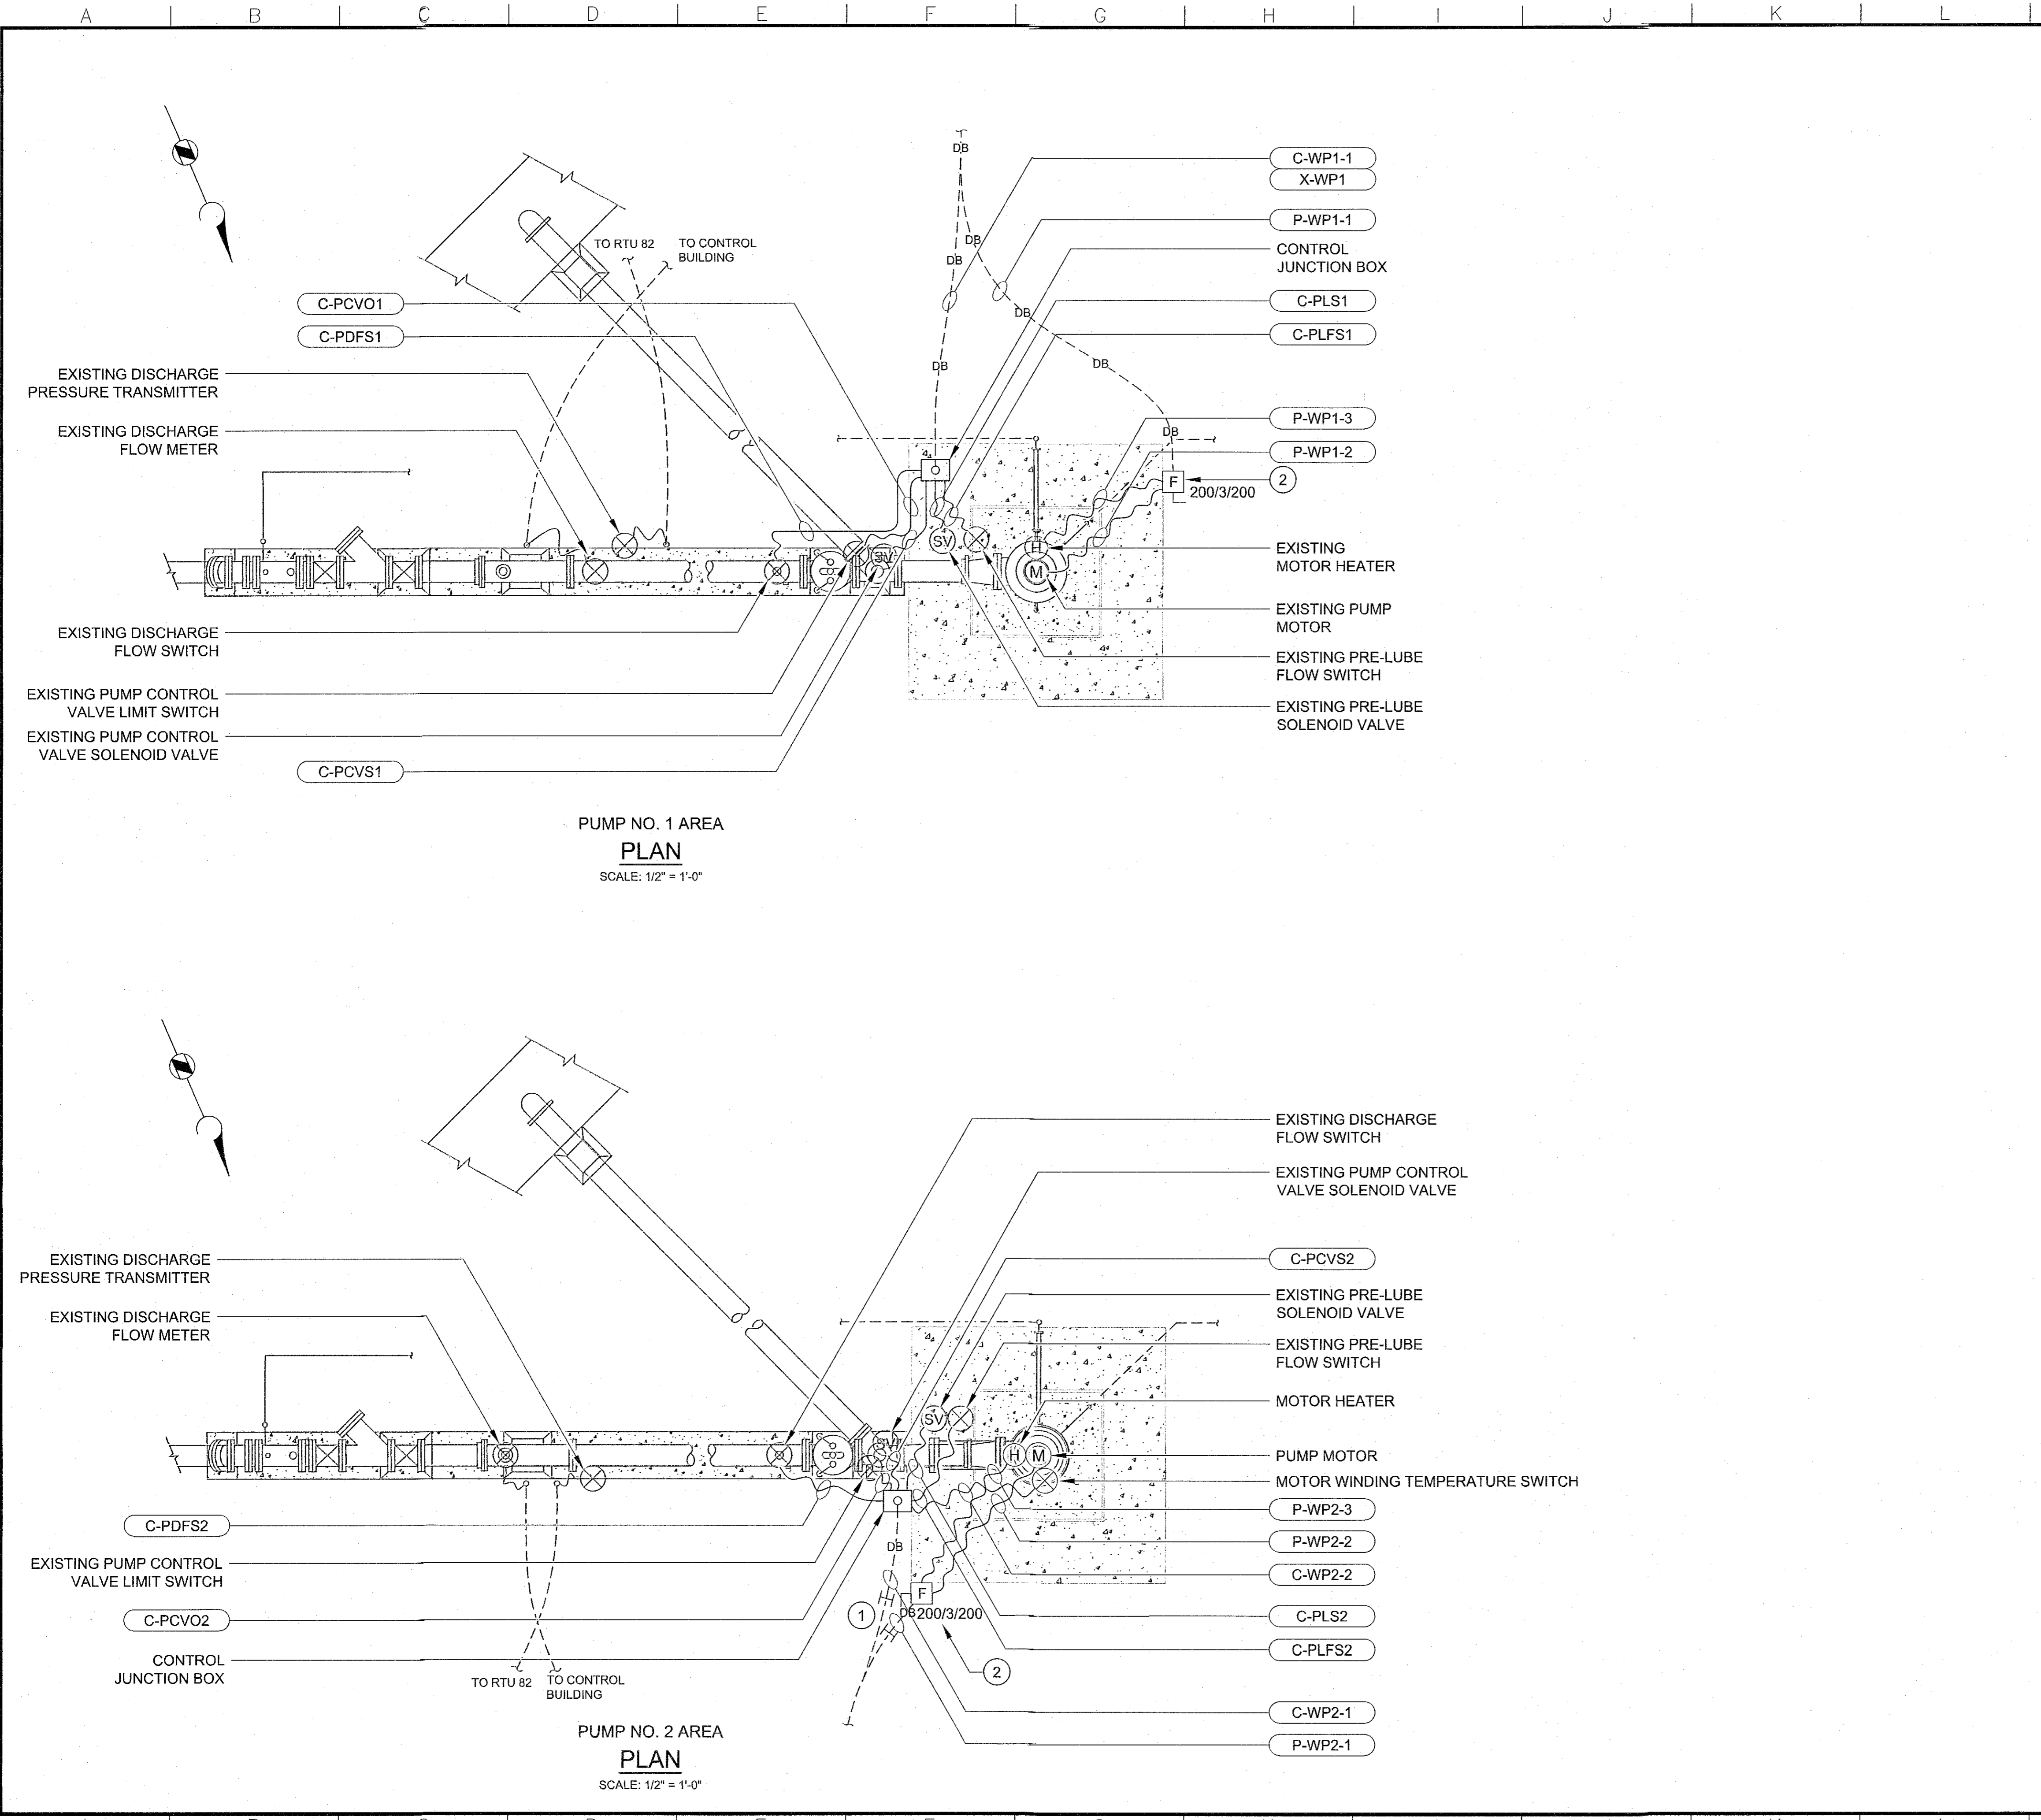 A B C D E F G H I J K L
C-WP1-1
X-WP1
P-WP1-1
CONTROL
JUNCTION BOX
C-PLS1
C-PLFS1
P-WP1-3
P-WP1-2
2
EXISTING
MOTOR HEATER
EXISTING PUMP
MOTOR
EXISTING PRE-LUBE
FLOW SWITCH
EXISTING PRE-LUBE
SOLENOID VALVE
DB
DB
DB
DB
DB
DB
DB
TO RTU 82
TO CONTROL
BUILDING
C-PCVO1
C-PDFS1
EXISTING DISCHARGE
PRESSURE TRANSMITTER
EXISTING DISCHARGE
FLOW METER
F
200/3/200
SV
SV
H
M
EXISTING DISCHARGE
FLOW SWITCH
EXISTING PUMP CONTROL
VALVE LIMIT SWITCH
EXISTING PUMP CONTROL
VALVE SOLENOID VALVE
C-PCVS1
PUMP NO. 1 AREA
PLAN
SCALE: 1/2" = 1'-0"
EXISTING DISCHARGE
FLOW SWITCH
EXISTING PUMP CONTROL
VALVE SOLENOID VALVE
C-PCVS2
EXISTING PRE-LUBE
SOLENOID VALVE
EXISTING PRE-LUBE
FLOW SWITCH
MOTOR HEATER
PUMP MOTOR
MOTOR WINDING TEMPERATURE SWITCH
P-WP2-3
P-WP2-2
C-WP2-2
C-PLS2
C-PLFS2
C-WP2-1
P-WP2-1
EXISTING DISCHARGE
PRESSURE TRANSMITTER
EXISTING DISCHARGE
FLOW METER
SV
SV
H
M
C-PDFS2
EXISTING PUMP CONTROL
VALVE LIMIT SWITCH
C-PCVO2
CONTROL
JUNCTION BOX
DB
F
1
DB
200/3/200
2
TO RTU 82
TO CONTROL
BUILDING
PUMP NO. 2 AREA
PLAN
SCALE: 1/2" = 1'-0"